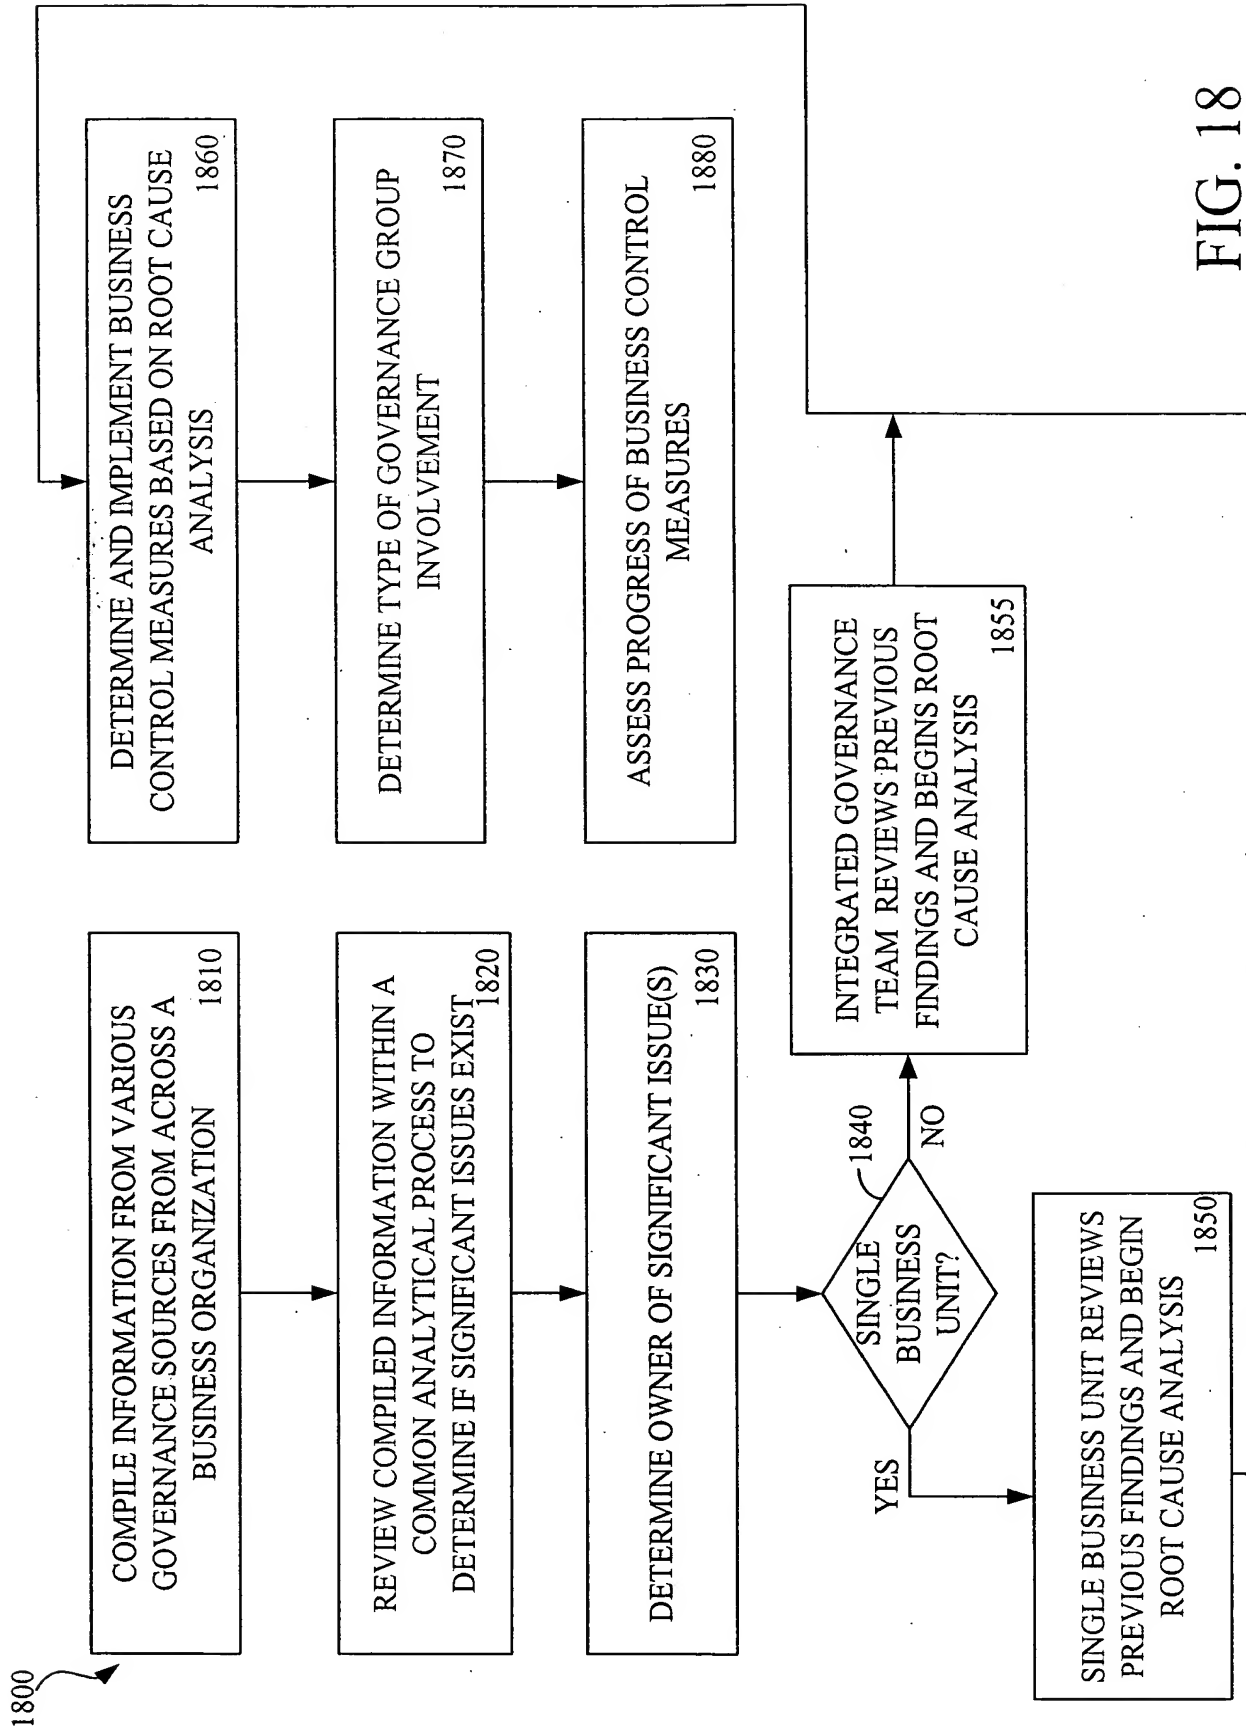 1800
COMPILE INFORMATION FROM VARIOUS
GOVERNANCE SOURCES FROM ACROSS A
BUSINESS ORGANIZATION
1810
REVIEW COMPILED INFORMATION WITHIN A
COMMON ANALYTICAL PROCESS TO
DETERMINE IF SIGNIFICANT ISSUES EXIST
1820
DETERMINE OWNER OF SIGNIFICANT ISSUE(S)
1830
1840
SINGLE
BUSINESS
UNIT?
YES
NO
SINGLE BUSINESS UNIT REVIEWS
PREVIOUS FINDINGS AND BEGIN
ROOT CAUSE ANALYSIS
1850
INTEGRATED GOVERNANCE
TEAM REVIEWS PREVIOUS
FINDINGS AND BEGINS ROOT
CAUSE ANALYSIS
1855
DETERMINE AND IMPLEMENT BUSINESS
CONTROL MEASURES BASED ON ROOT CAUSE
ANALYSIS
1860
DETERMINE TYPE OF GOVERNANCE GROUP
INVOLVEMENT
1870
ASSESS PROGRESS OF BUSINESS CONTROL
MEASURES
1880
FIG. 18